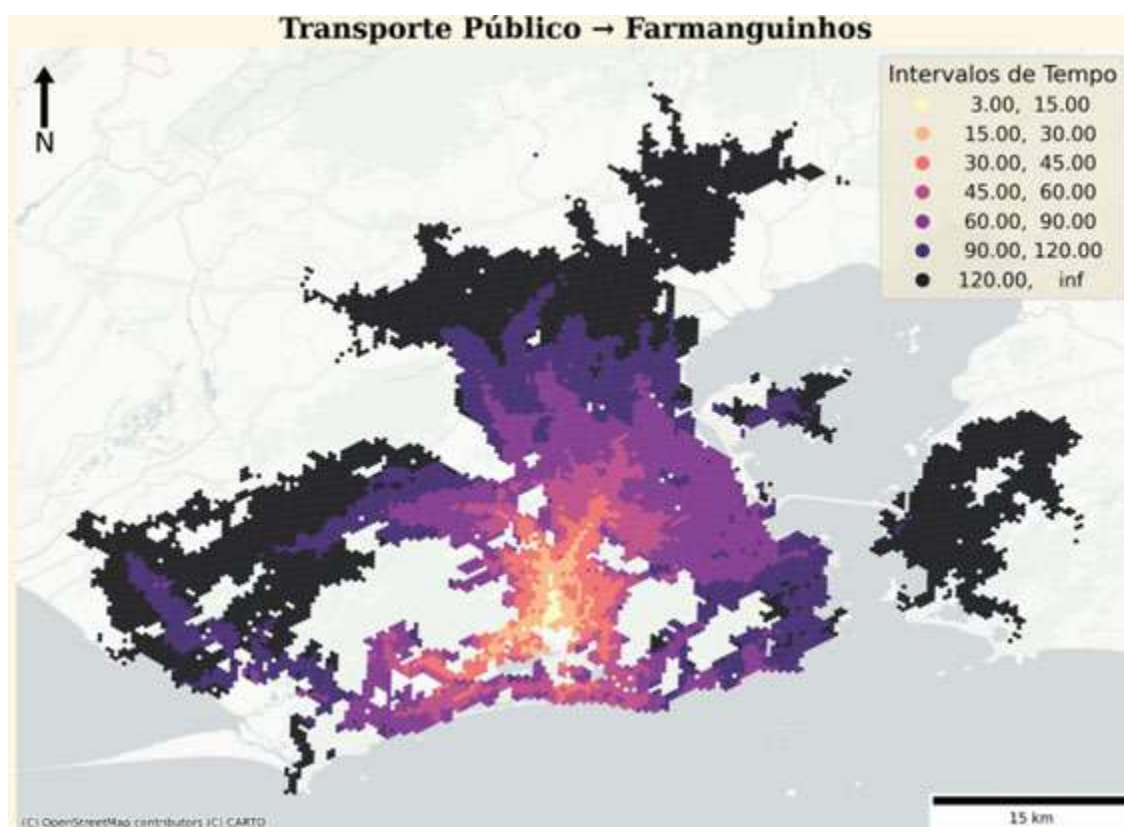 Transporte Público → Farmanguinhos
N
Intervalos de Tempo
3.00, 15.00
15.00, 30.00
30.00, 45.00
45.00, 60.00
60.00, 90.00
90.00, 120.00
120.00, inf
(C) OpenStreetMap contributors (C) CARTO
15 km